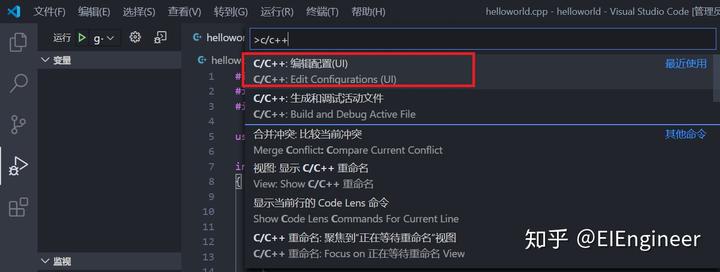 文件(F) 编辑(E) 选择(S) 查看(V) 转到(G) 运行(R) 终端(T) 帮助(H) helloworld.cpp - helloworld - Visual Studio Code [管理员
运行 g·
>c/c++
变量
C/C++: 编辑配置(UI) 最近使用
C/C++: Edit Configurations (UI)
C/C++: 生成和调试活动文件
C/C++: Build and Debug Active File
合并冲突: 比较当前冲突 其他命令
Merge Conflict: Compare Current Conflict
视图: 显示 C/C++ 重命名
View: Show C/C++ 重命名
显示当前行的 Code Lens 命令
Show Code Lens Commands For Current Line
C/C++ 重命名: 聚焦到"正在等待重命名"视图
C/C++ 重命名: Focus on 正在等待重命名 View
监视
hellow
hellow
1 #
2 #i
3 #i
4
5 us
6
7 in
8 {
9
10
11
12
13
14
知乎 @EIEngineer